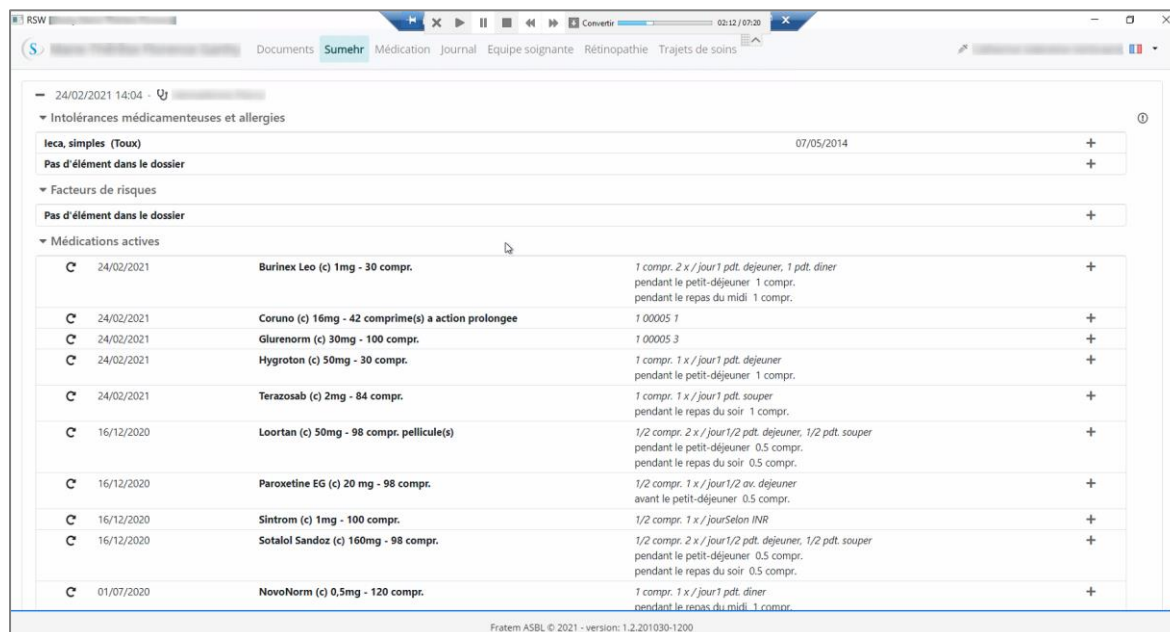 RSW
Convertir 02:12 / 07:20
Documents Sumehr Médication Journal Equipe soignante Rétinopathie Trajets de soins
24/02/2021 14:04 -
Intolérances médicamenteuses et allergies
Ieca, simples (Toux) 07/05/2014
Pas d'élément dans le dossier
Facteurs de risques
Pas d'élément dans le dossier
Médications actives
24/02/2021 Burinex Leo (c) 1mg - 30 compr. 1 compr. 2 x / jour1 pdt. dejeuner, 1 pdt. diner
pendant le petit-déjeuner 1 compr.
pendant le repas du midi 1 compr.
24/02/2021 Coruno (c) 16mg - 42 comprime(s) a action prolongee 1 00005 1
24/02/2021 Glurenorm (c) 30mg - 100 compr. 1 00005 3
24/02/2021 Hygroton (c) 50mg - 30 compr. 1 compr. 1 x / jour1 pdt. dejeuner
pendant le petit-déjeuner 1 compr.
24/02/2021 Terazosab (c) 2mg - 84 compr. 1 compr. 1 x / jour1 pdt. souper
pendant le repas du soir 1 compr.
16/12/2020 Loortan (c) 50mg - 98 compr. pellicule(s) 1/2 compr. 2 x / jour1/2 pdt. dejeuner, 1/2 pdt. souper
pendant le petit-déjeuner 0.5 compr.
pendant le repas du soir 0.5 compr.
16/12/2020 Paroxetine EG (c) 20 mg - 98 compr. 1/2 compr. 1 x / jour1/2 av. dejeuner
avant le petit-déjeuner 0.5 compr.
16/12/2020 Sintrom (c) 1mg - 100 compr. 1/2 compr. 1 x / jourSelon INR
16/12/2020 Sotalol Sandoz (c) 160mg - 98 compr. 1/2 compr. 2 x / jour1/2 pdt. dejeuner, 1/2 pdt. souper
pendant le petit-déjeuner 0.5 compr.
pendant le repas du soir 0.5 compr.
01/07/2020 NovoNorm (c) 0,5mg - 120 compr. 1 compr. 1 x / jour1 pdt. diner
pendant le repas du midi 1 compr.
Fratem ASBL © 2021 - version: 1.2.201030-1200